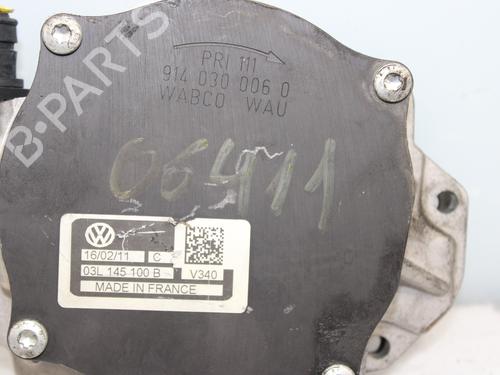 PRI 111
914 030 006 0
WABCO WAU
06411
16/02/11 C
03L 145 100 B V340
MADE IN FRANCE
B-PARTS